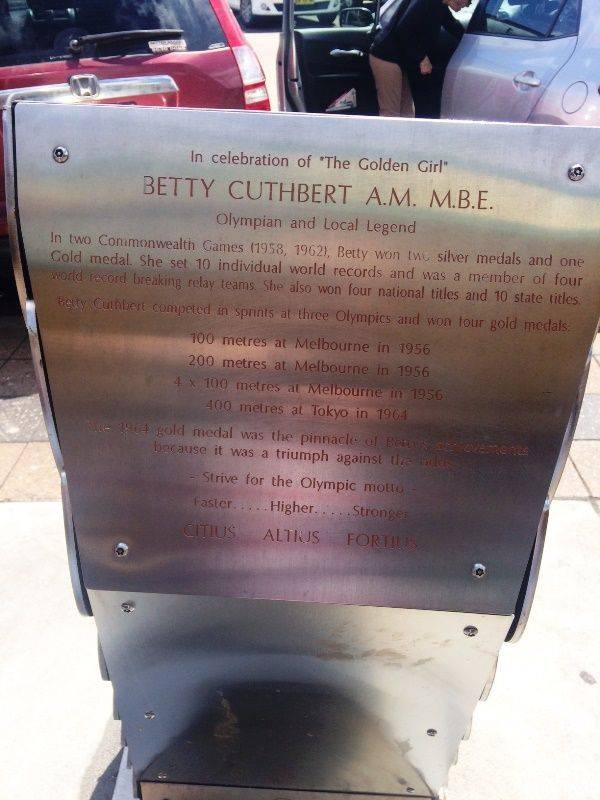 In celebration of "The Golden Girl"
BETTY CUTHBERT A.M. M.B.E.
Olympian and Local Legend
In two Commonwealth Games (1958, 1962), Betty won two silver medals and one
Gold medal. She set 10 individual world records and was a member of four
world record breaking relay teams. She also won four national titles and 10 state titles.
Betty Cuthbert competed in sprints at three Olympics and won four gold medals:
100 metres at Melbourne in 1956
200 metres at Melbourne in 1956
4 x 100 metres at Melbourne in 1956
400 metres at Tokyo in 1964
The 1964 gold medal was the pinnacle of Betty's achievements
because it was a triumph against the odds.
- Strive for the Olympic motto -
Faster.....Higher.....Stronger
CITIUS ALTIUS FORTIUS